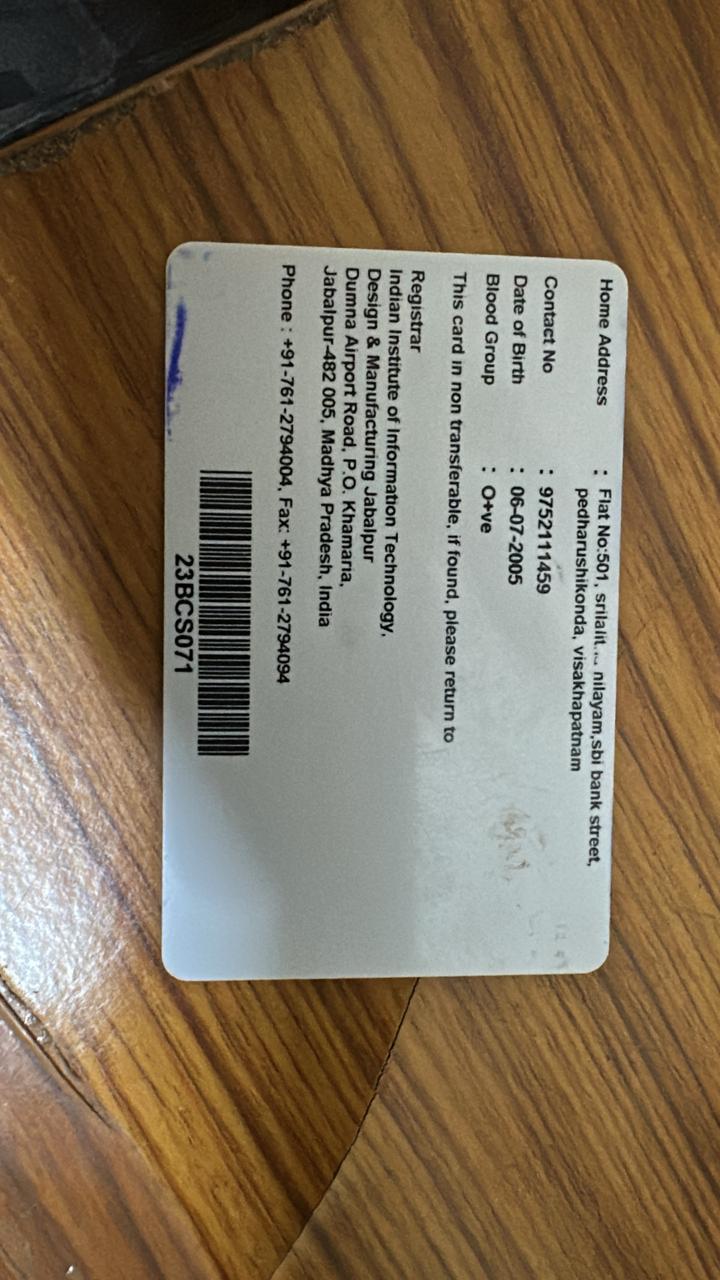 Home Address : Flat No:501, nilayam,sbi bank street,
pedharushikonda, visakhapatnam
Contact No : 9752111459
Date of Birth : 06-07-2005
Blood Group : O+ve
This card in non transferable, if found, please return to
Registrar
Indian Institute of Information Technology,
Design & Manufacturing Jabalpur
Dumna Airport Road, P.O. Khamaria,
Jabalpur-482 005, Madhya Pradesh, India
Phone : +91-761-2794004, Fax: +91-761-2794094
23BCS071